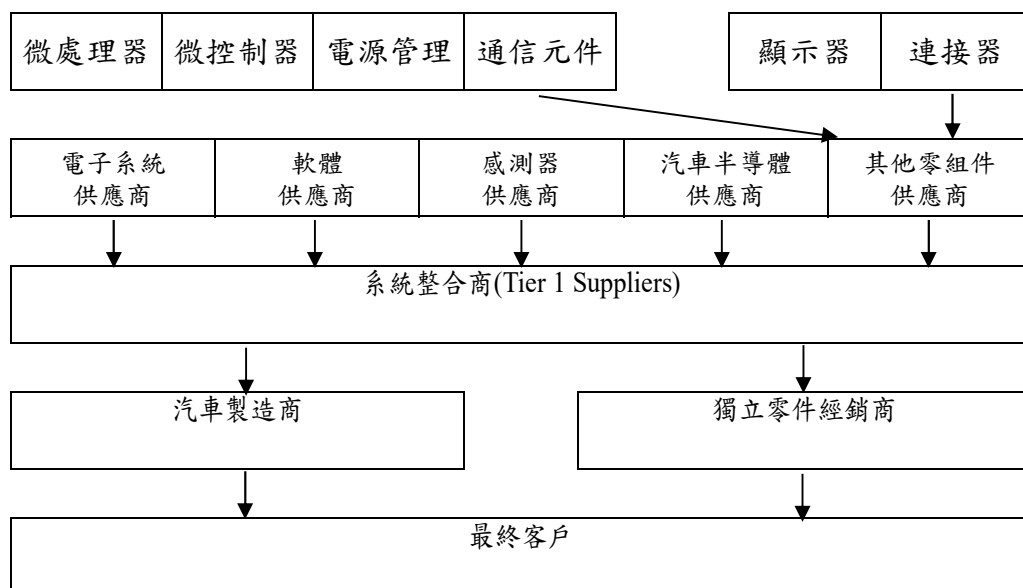 微處理器 微控制器 電源管理 通信元件 顯示器 連接器
電子系統 軟體 感測器 汽車半導體 其他零組件
供應商 供應商 供應商 供應商 供應商
系統整合商(Tier 1 Suppliers)
汽車製造商 獨立零件經銷商
最終客戶